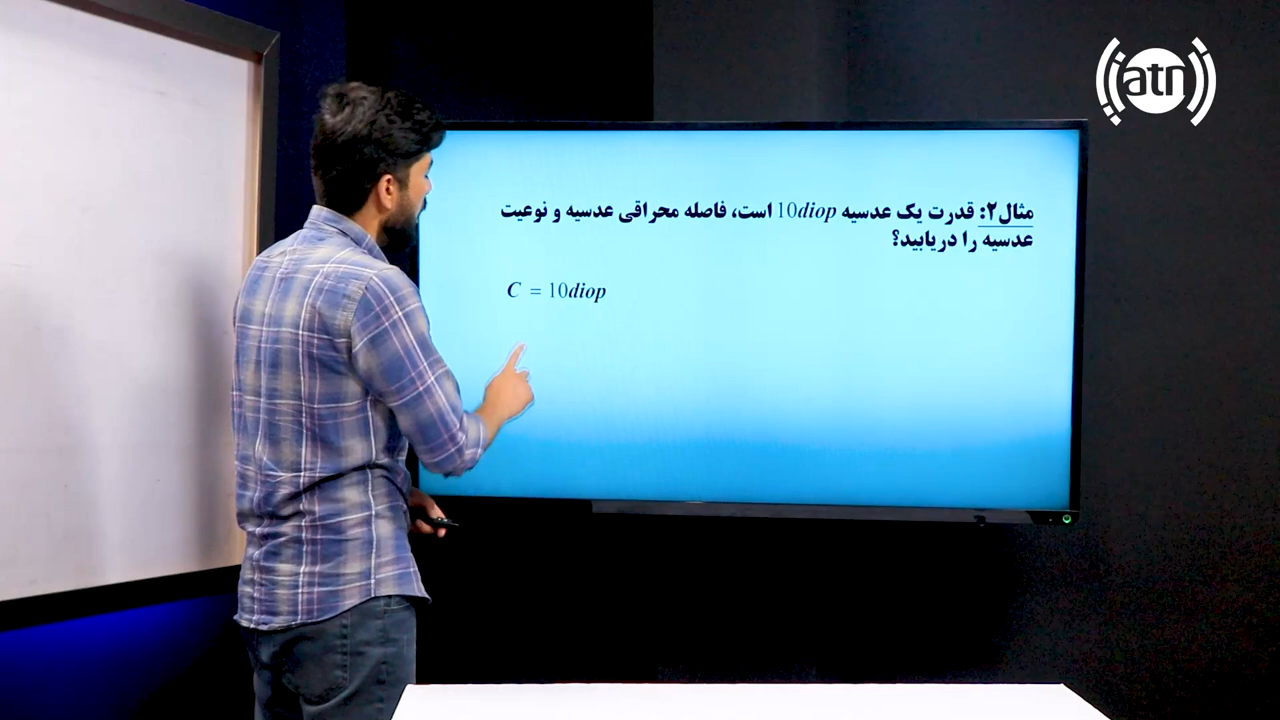 atn
مثال۲: قدرت یک عدسیه 10diop است، فاصله محراقی عدسیه و نوعیت
عدسیه را دریابید؟
C = 10diop